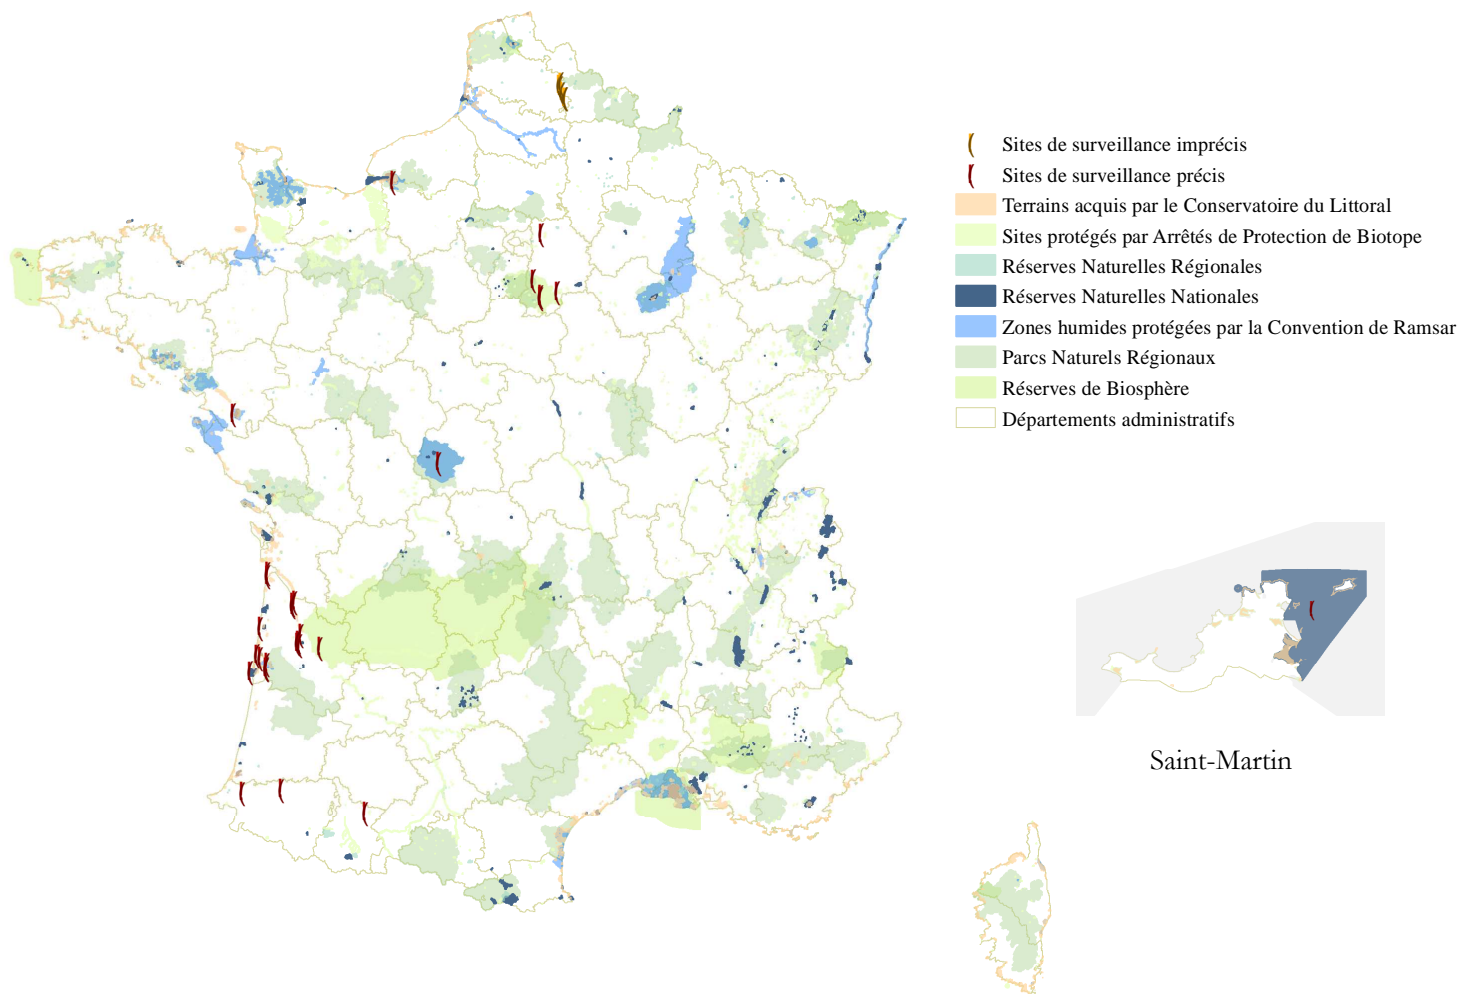 Sites de surveillance imprécis
Sites de surveillance précis
Terrains acquis par le Conservatoire du Littoral
Sites protégés par Arrêtés de Protection de Biotope
Réserves Naturelles Régionales
Réserves Naturelles Nationales
Zones humides protégées par la Convention de Ramsar
Parcs Naturels Régionaux
Réserves de Biosphère
Départements administratifs
Saint-Martin